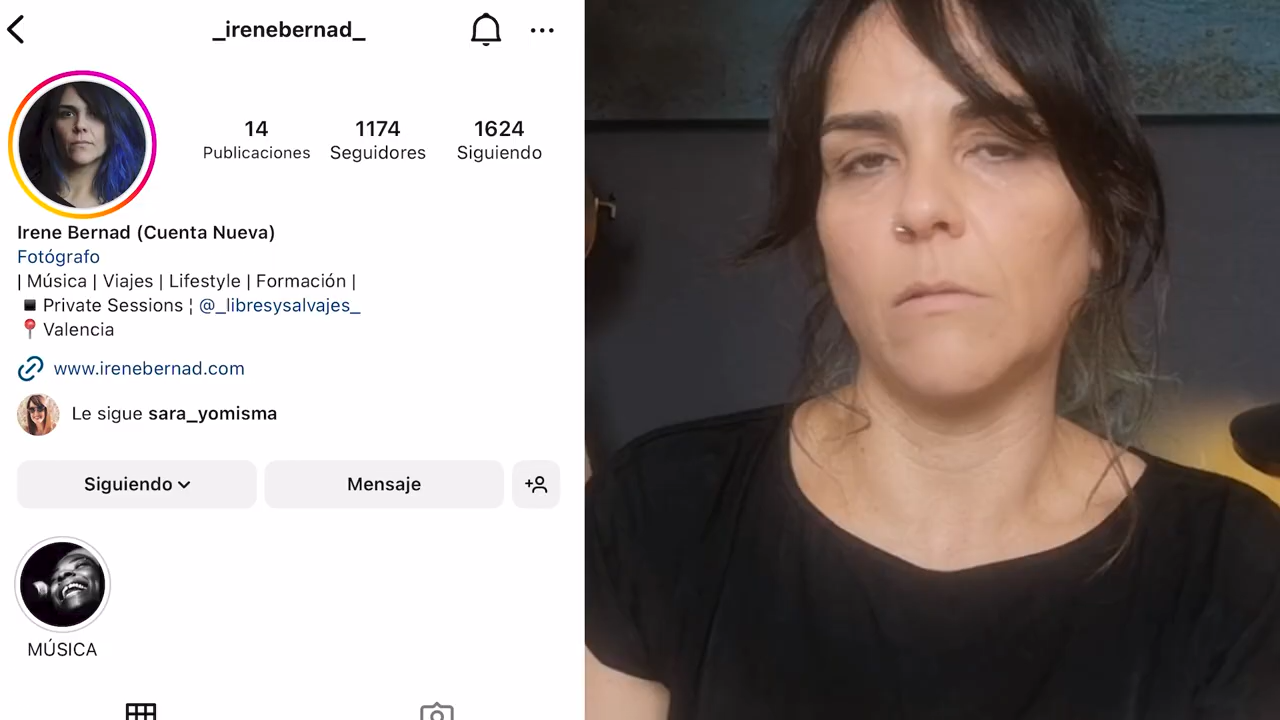 _irenebernad_
14 1174 1624
Publicaciones Seguidores Siguiendo
Irene Bernad (Cuenta Nueva)
Fotógrafo
| Música | Viajes | Lifestyle | Formación |
Private Sessions ¦ @_libresysalvajes_
Valencia
www.irenebernad.com
Le sigue sara_yomisma
Siguiendo Mensaje
MÚSICA